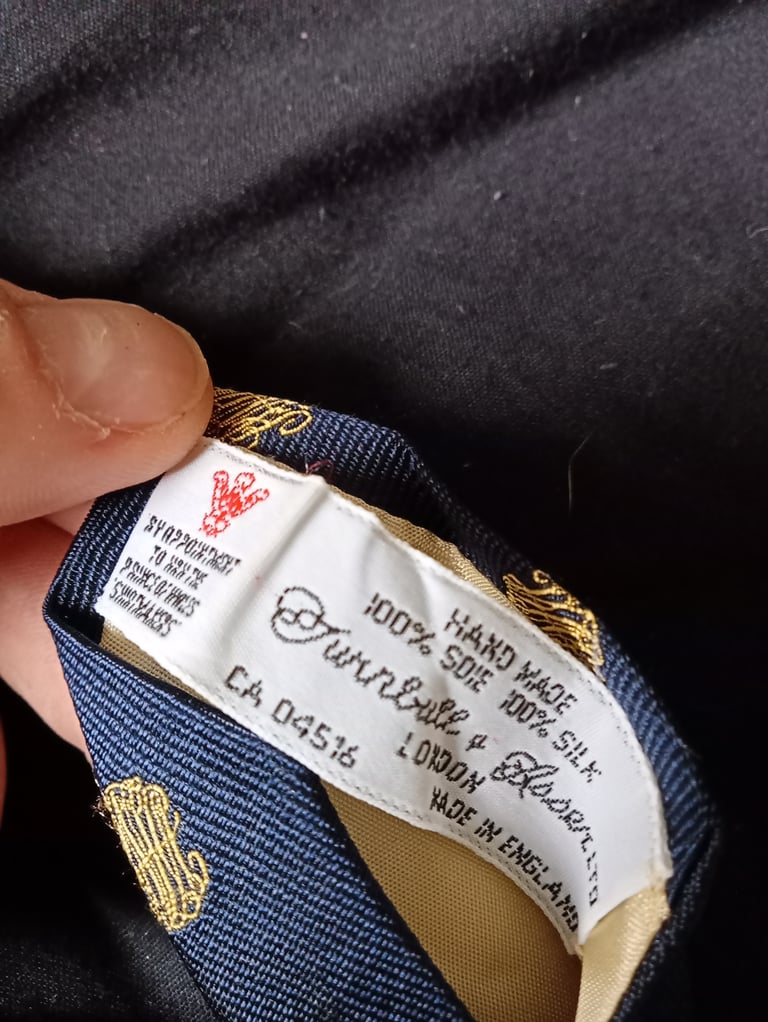 BY APPOINTMENT
TO HRH THE
PRINCE OF WALES
SHIRTMAKERS
HAND MADE
100% SOIE 100% SILK
Turnbull & Asser LTD
CA 04516 LONDON
MADE IN ENGLAND